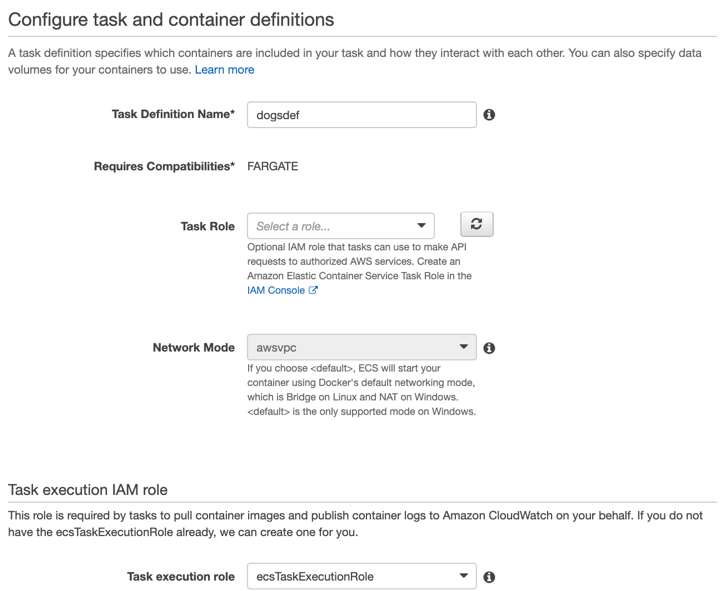 Configure task and container definitions
A task definition specifies which containers are included in your task and how they interact with each other. You can also specify data
volumes for your containers to use. Learn more
Task Definition Name*
dogsdef
Requires Compatibilities*
FARGATE
Task Role
Select a role...
Optional IAM role that tasks can use to make API
requests to authorized AWS services. Create an
Amazon Elastic Container Service Task Role in the
IAM Console
Network Mode
awsvpc
If you choose <default>, ECS will start your
container using Docker's default networking mode,
which is Bridge on Linux and NAT on Windows.
<default> is the only supported mode on Windows.
Task execution IAM role
This role is required by tasks to pull container images and publish container logs to Amazon CloudWatch on your behalf. If you do not
have the ecsTaskExecutionRole already, we can create one for you.
Task execution role
ecsTaskExecutionRole